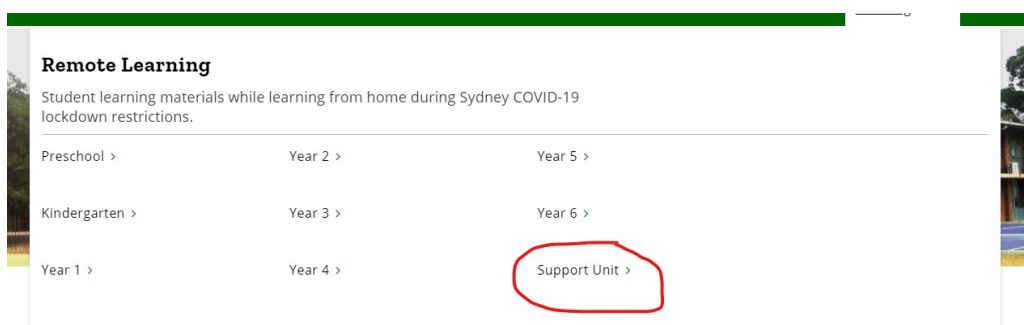 Remote Learning
Student learning materials while learning from home during Sydney COVID-19
lockdown restrictions.
Preschool >
Year 2 >
Year 5 >
Kindergarten >
Year 3 >
Year 6 >
Year 1 >
Year 4 >
Support Unit >